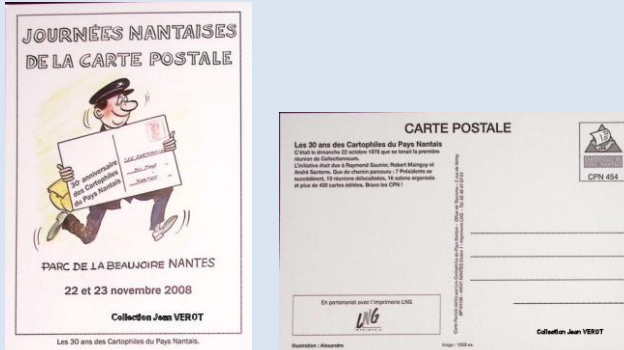 JOURNÉES NANTAISES
DE LA CARTE POSTALE
30e anniversaire
des Cartophiles
du Pays Nantais
PARC DE LA BEAUJOIRE NANTES
22 et 23 novembre 2008
Collection Jean VEROT
Les 30 ans des Cartophiles du Pays Nantais.
CARTE POSTALE
Les 30 ans des Cartophiles du Pays Nantais
C'était le dimanche 22 octobre 1978 que se tenait la première
réunion de Collectionneurs.
L'initiative était due à Raymond Saunier, Robert Mainguy et
André Santerre. Que de chemin parcouru : 7 Présidents se
succédèrent, 10 réunions délocalisées, 16 salons organisés
et plus de 450 cartes éditées. Bravo les CPN !
CPN 454
En partenariat avec l'imprimerie LNG
LNG
Illustration : Alexandre
tirage : 1000 ex
Collection Jean VEROT